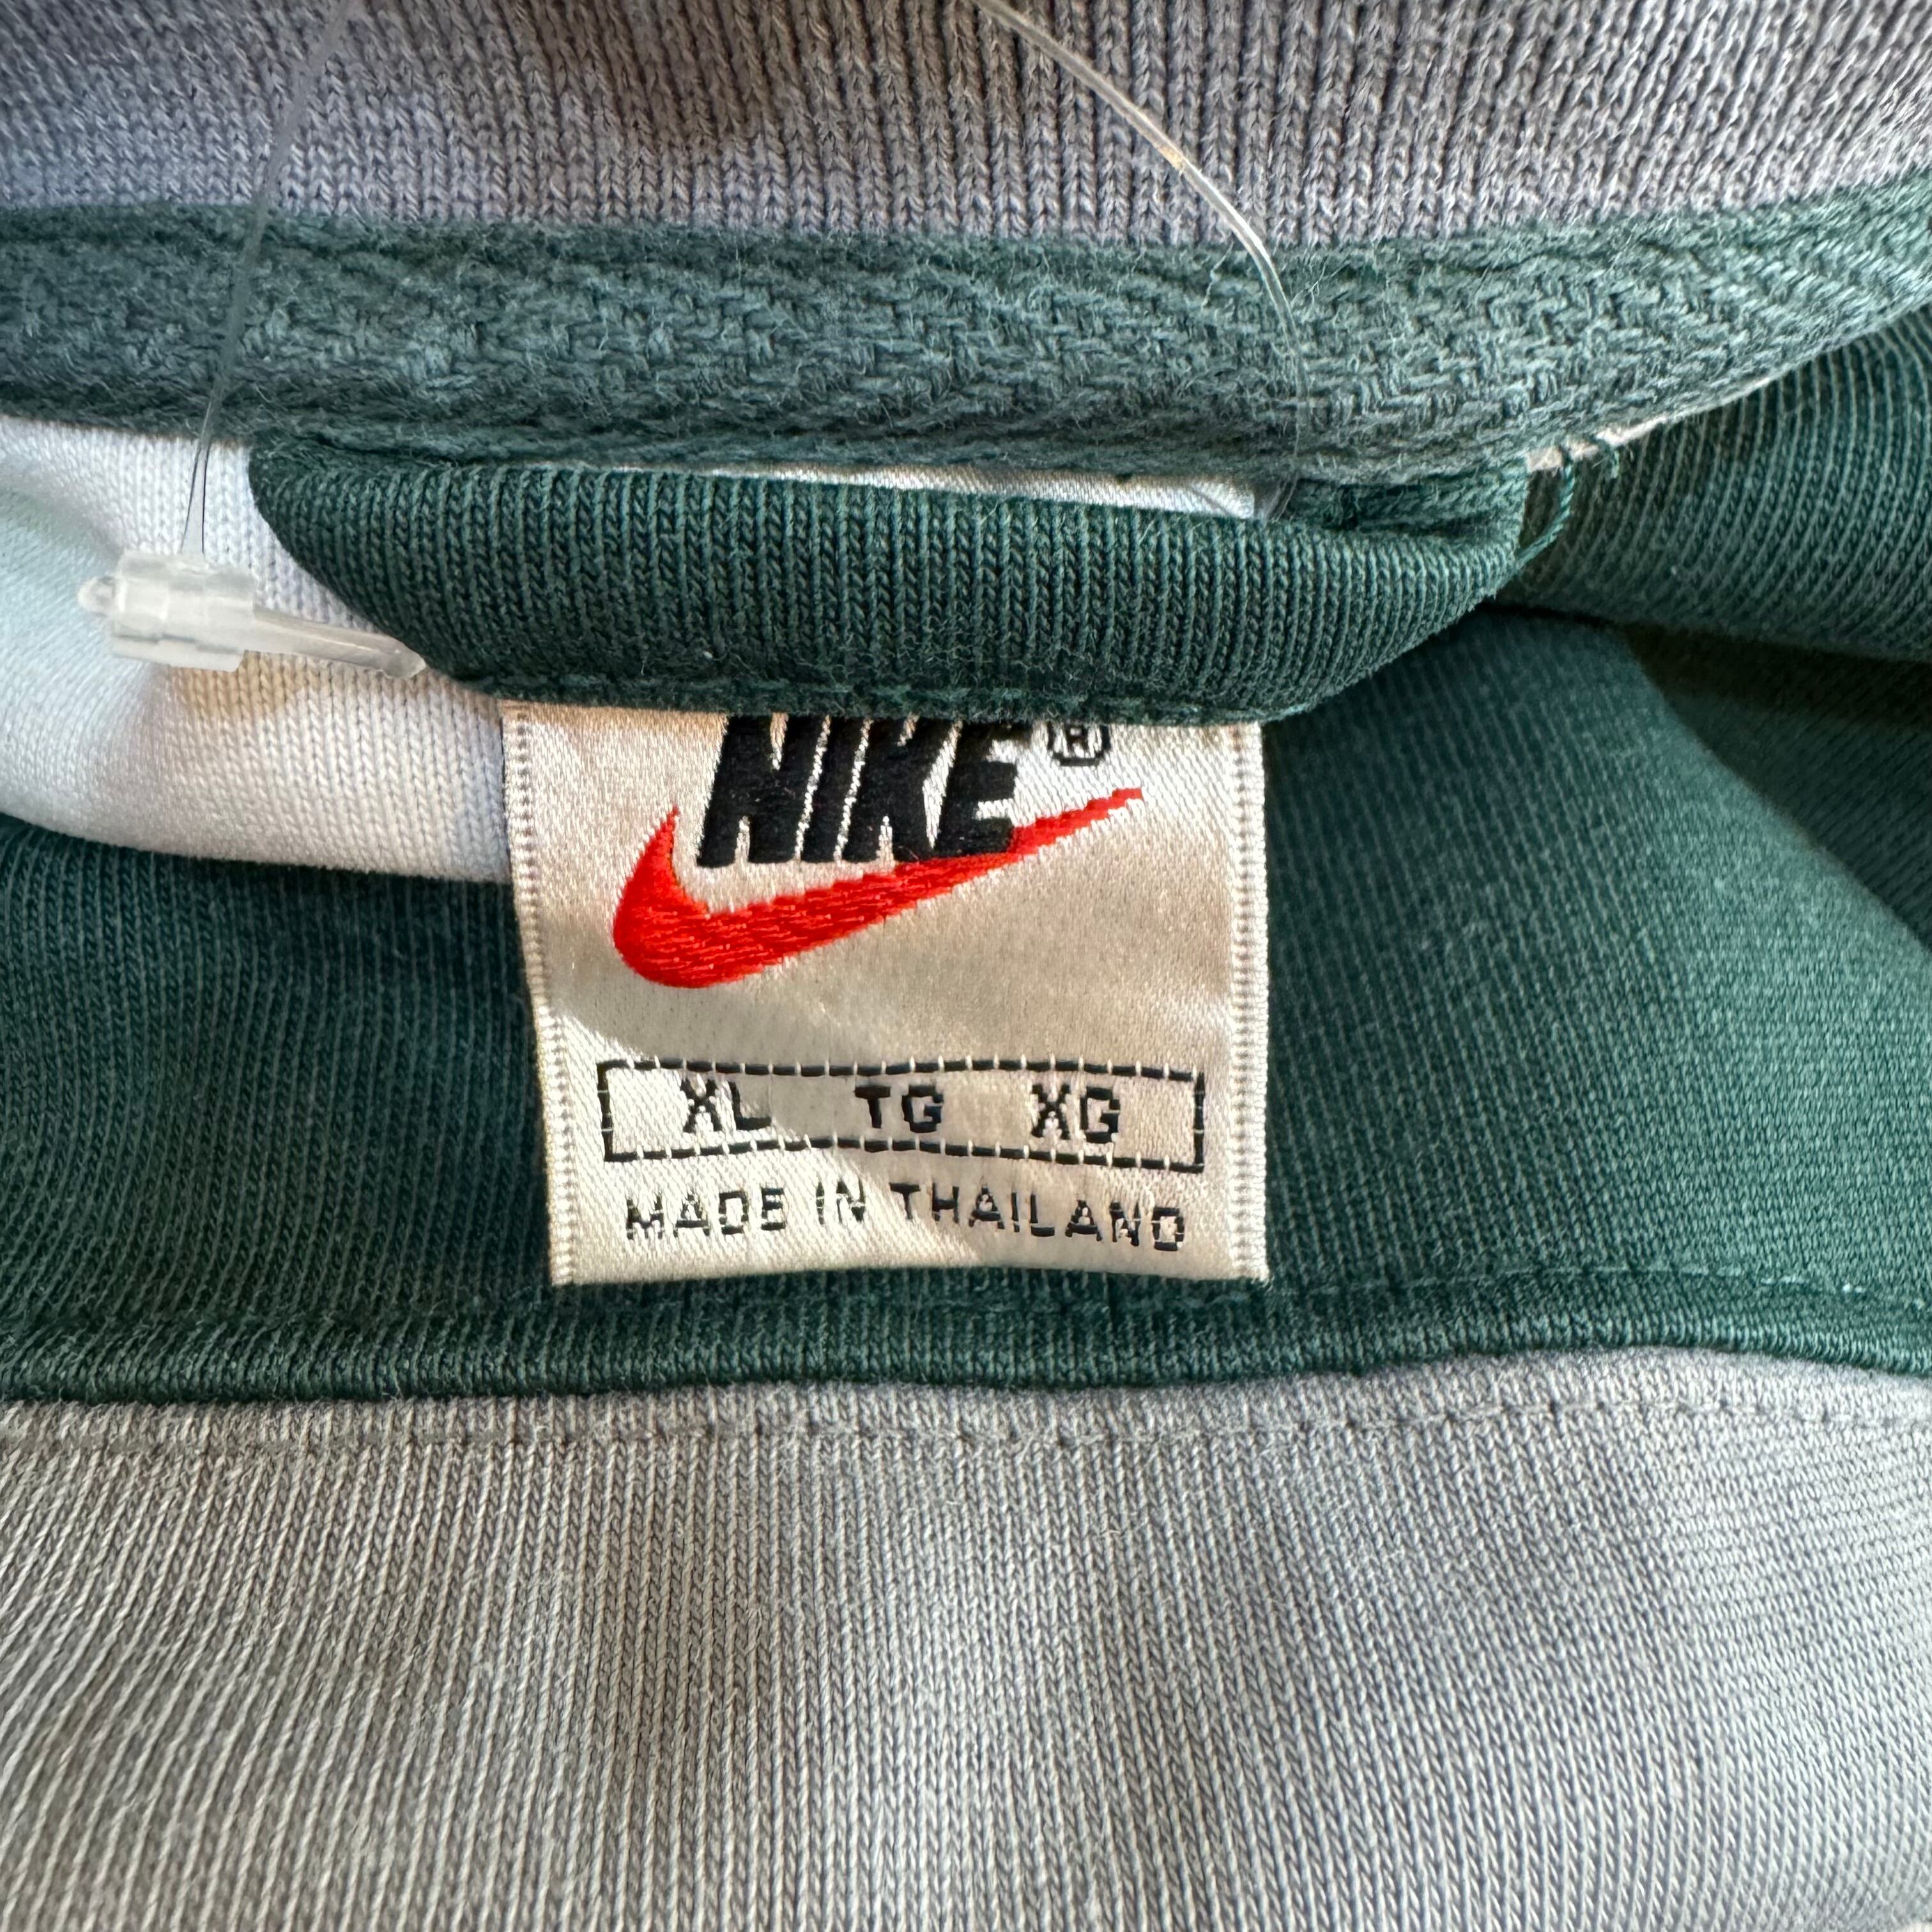 NIKE®
XL TG XG
MADE IN THAILAND